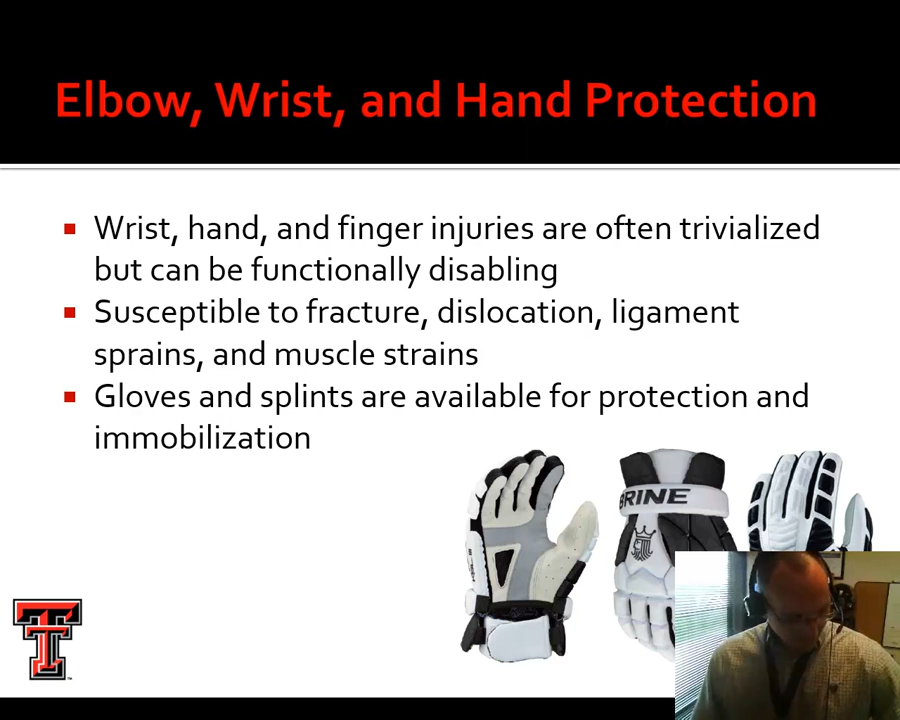 Elbow, Wrist, and Hand Protection
Wrist, hand, and finger injuries are often trivialized
but can be functionally disabling
Susceptible to fracture, dislocation, ligament
sprains, and muscle strains
Gloves and splints are available for protection and
immobilization
BRINE